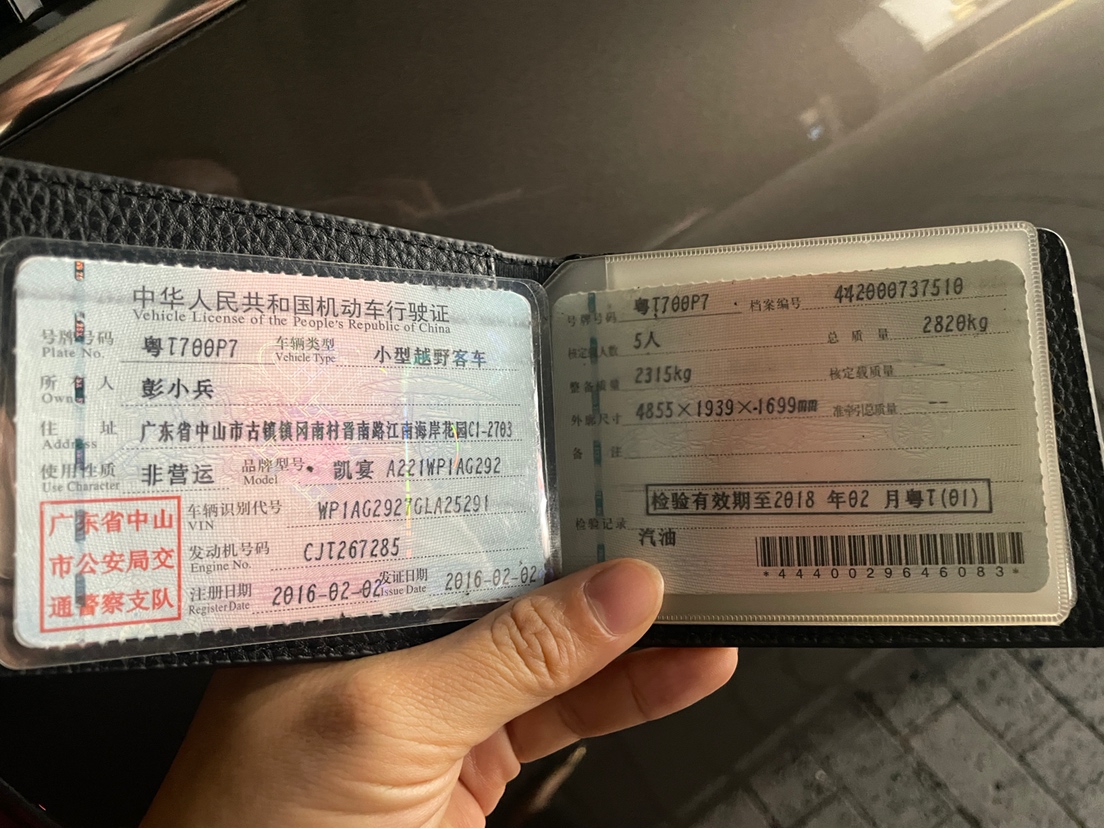 中华人民共和国机动车行驶证
Vehicle License of the People's Republic of China
号牌号码 粤T700P7 车辆类型 小型越野客车
Plate No. Vehicle Type
所有人 彭小兵
Owner
住址 广东省中山市古镇镇冈南村晋南路江南海岸花园C1-2703
Address
使用性质 非营运 品牌型号 凯宴 A221WP1AG292
Use Character Model
广东省中山
市公安局交
通警察支队
车辆识别代号 WP1AG2927GLA25291
VIN
发动机号码 CJT267285
Engine No.
注册日期 2016-02-02 发证日期 2016-02-02
Register Date Issue Date
号牌号码 粤T700P7 档案编号 442000737510
核定载人数 5人 总质量 2820kg
整备质量 2315kg 核定载质量
外廓尺寸 4855×1939×1699mm 准牵引总质量 --
备注
检验有效期至2018 年02 月粤T(01)
检验记录
汽油
*4440029646083*